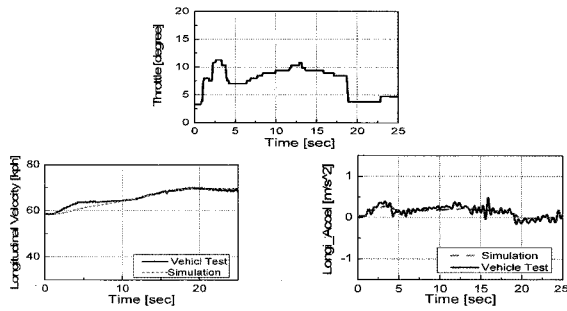 Throttle [degree]
20
15
10
5
0
0 5 10 15 20 25
Time [sec]
Longitudinal Velocity [kph]
80
60
40
0 10 20
Vehicl Test
Simulation
Time [sec]
Longi_Accel [m/s^2]
1
0
-1
0 5 10 15 20 25
Simulation
Vehicle Test
Time [sec]